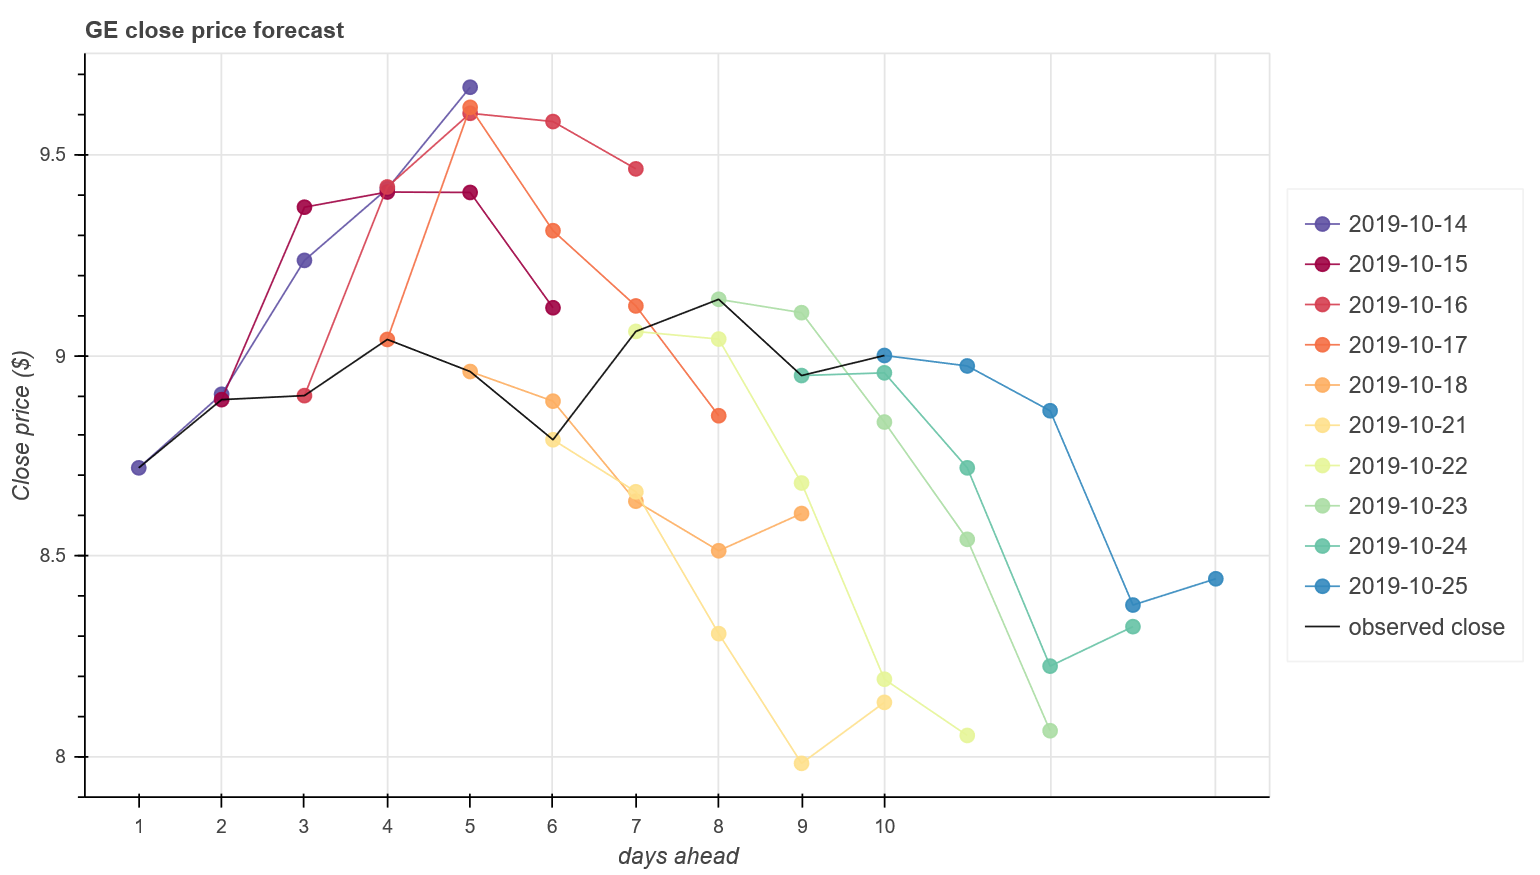 GE close price forecast
Close price ($)
9.5
9
8.5
8
1 2 3 4 5 6 7 8 9 10
days ahead
2019-10-14
2019-10-15
2019-10-16
2019-10-17
2019-10-18
2019-10-21
2019-10-22
2019-10-23
2019-10-24
2019-10-25
observed close